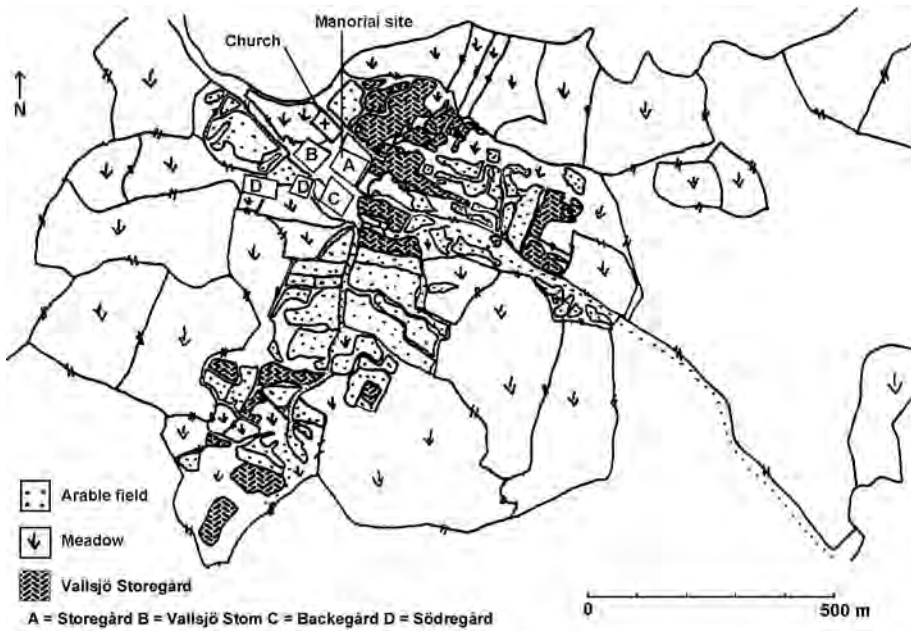 Manorial site
Church
N
B
A
D
D
C
Arable field
Meadow
Vallsjö Storegård
0 500 m
A = Storegård B = Vallsjö Stom C = Backegård D = Södregård